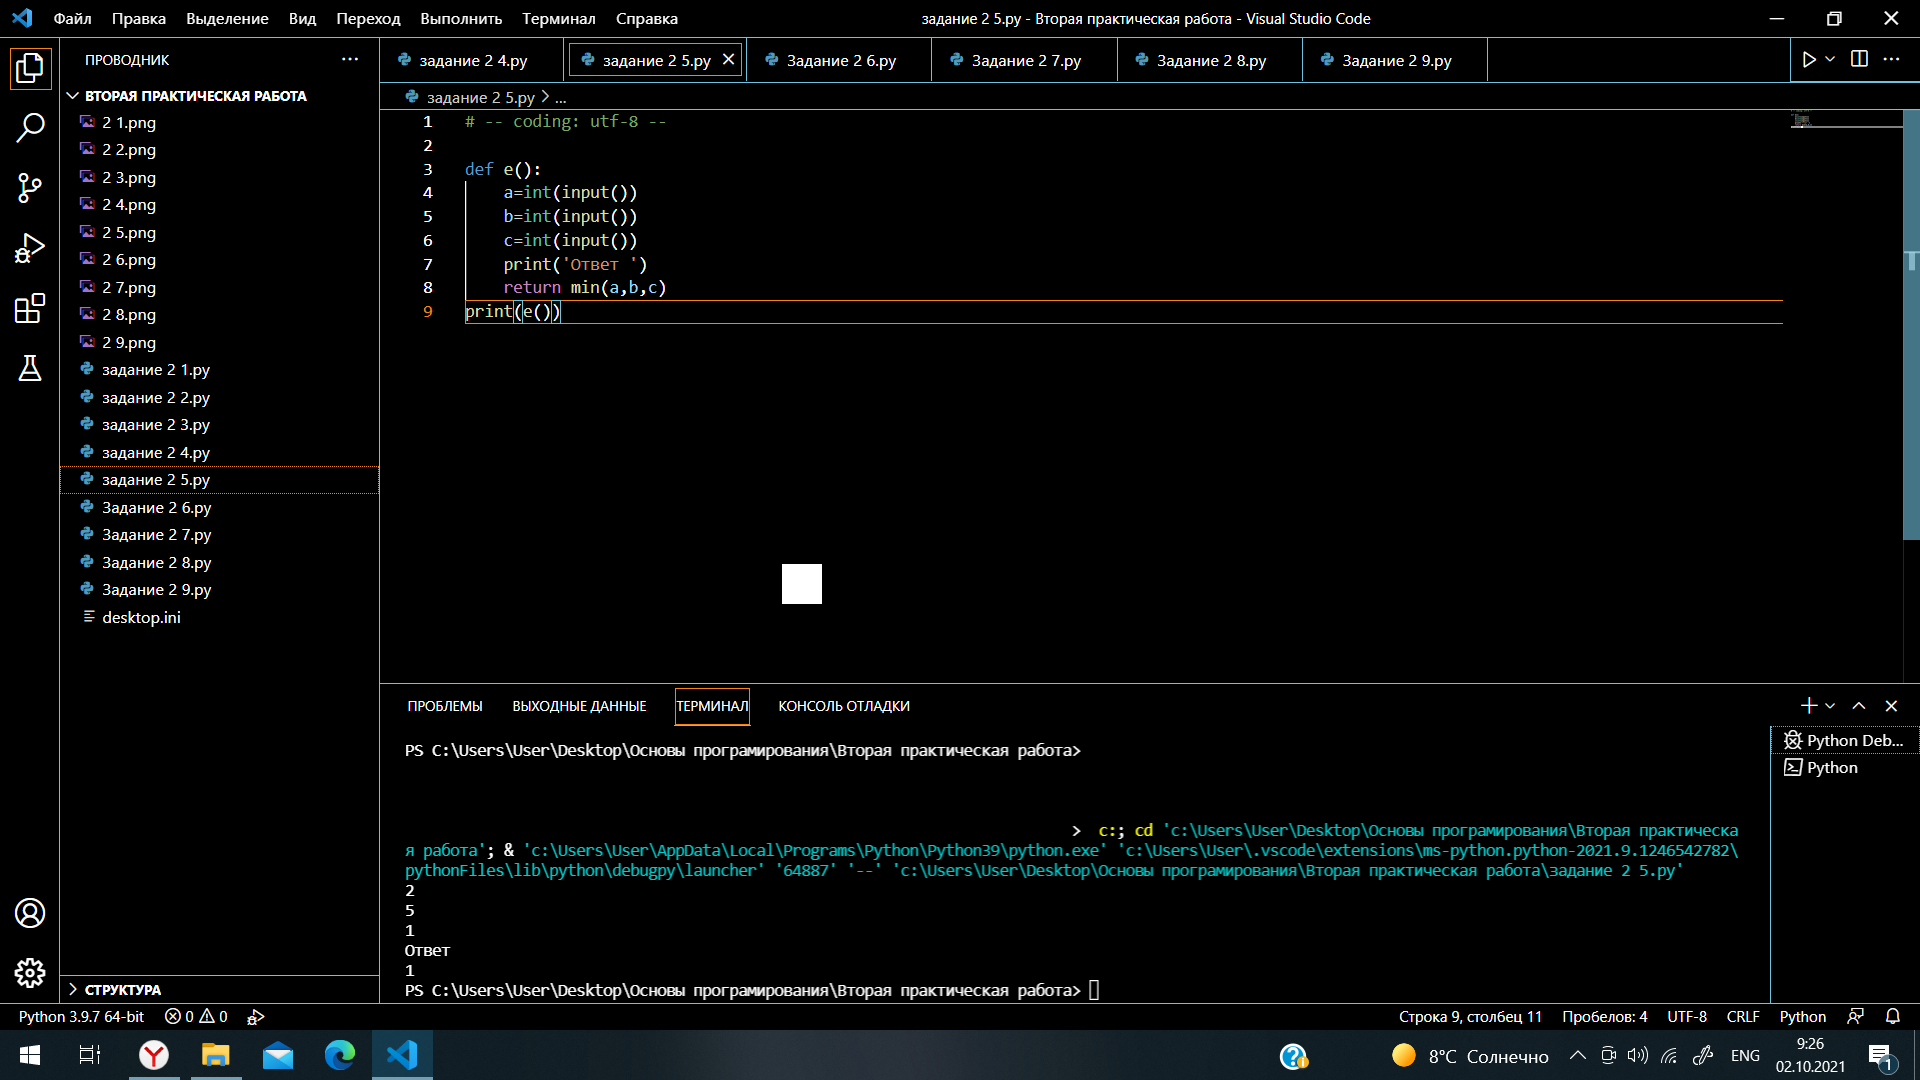 Файл Правка Выделение Вид Переход Выполнить Терминал Справка
задание 2 5.py - Вторая практическая работа - Visual Studio Code
ПРОВОДНИК
ВТОРАЯ ПРАКТИЧЕСКАЯ РАБОТА
2 1.png
2 2.png
2 3.png
2 4.png
2 5.png
2 6.png
2 7.png
2 8.png
2 9.png
задание 2 1.py
задание 2 2.py
задание 2 3.py
задание 2 4.py
задание 2 5.py
Задание 2 6.py
Задание 2 7.py
Задание 2 8.py
Задание 2 9.py
desktop.ini
СТРУКТУРА
задание 2 4.py задание 2 5.py Задание 2 6.py Задание 2 7.py Задание 2 8.py Задание 2 9.py
задание 2 5.py > ...
1 # -- coding: utf-8 --
2
3 def e():
4 a=int(input())
5 b=int(input())
6 c=int(input())
7 print('Ответ ')
8 return min(a,b,c)
9 print(e())
ПРОБЛЕМЫ ВЫХОДНЫЕ ДАННЫЕ ТЕРМИНАЛ КОНСОЛЬ ОТЛАДКИ
PS C:\Users\User\Desktop\Основы програмирования\Вторая практическая работа>
> c:; cd 'c:\Users\User\Desktop\Основы програмирования\Вторая практическа
я работа'; & 'c:\Users\User\AppData\Local\Programs\Python\Python39\python.exe' 'c:\Users\User\.vscode\extensions\ms-python.python-2021.9.1246542782\
pythonFiles\lib\python\debugpy\launcher' '64887' '--' 'c:\Users\User\Desktop\Основы програмирования\Вторая практическая работа\задание 2 5.py'
2
5
1
Ответ
1
PS C:\Users\User\Desktop\Основы програмирования\Вторая практическая работа>
Python Deb...
Python
Python 3.9.7 64-bit 0 0
Строка 9, столбец 11 Пробелов: 4 UTF-8 CRLF Python
8°C Солнечно
ENG
9:26
02.10.2021
1